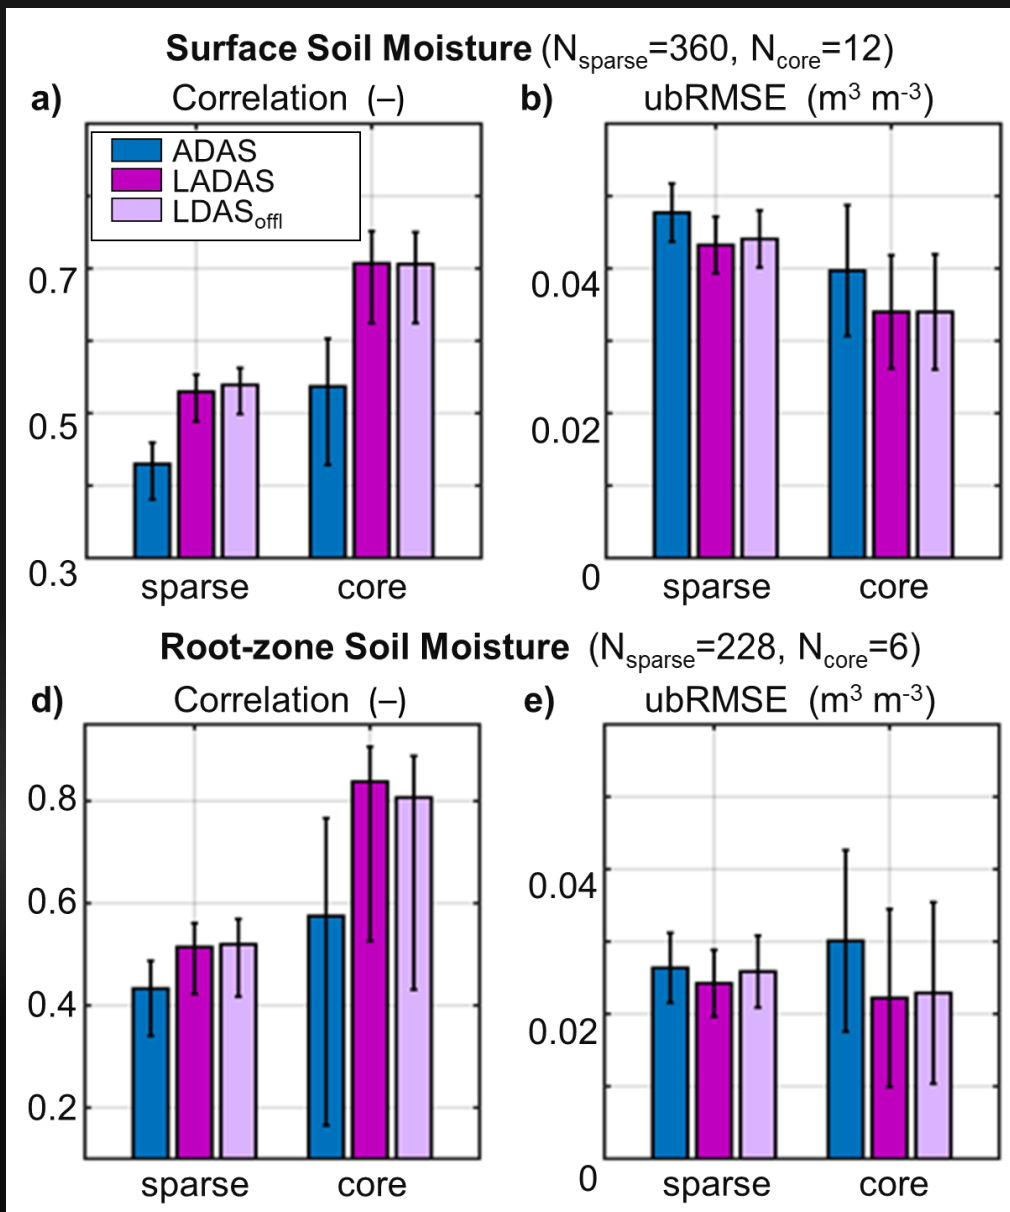 Surface Soil Moisture (Nsparse=360, Ncore=12)
a) Correlation (–)
b) ubRMSE (m³ m⁻³)
ADAS
LADAS
LDASoffl
0.7
0.5
0.3
sparse core
0.04
0.02
0
sparse core
Root-zone Soil Moisture (Nsparse=228, Ncore=6)
d) Correlation (–)
e) ubRMSE (m³ m⁻³)
0.8
0.6
0.4
0.2
sparse core
0.04
0.02
0
sparse core